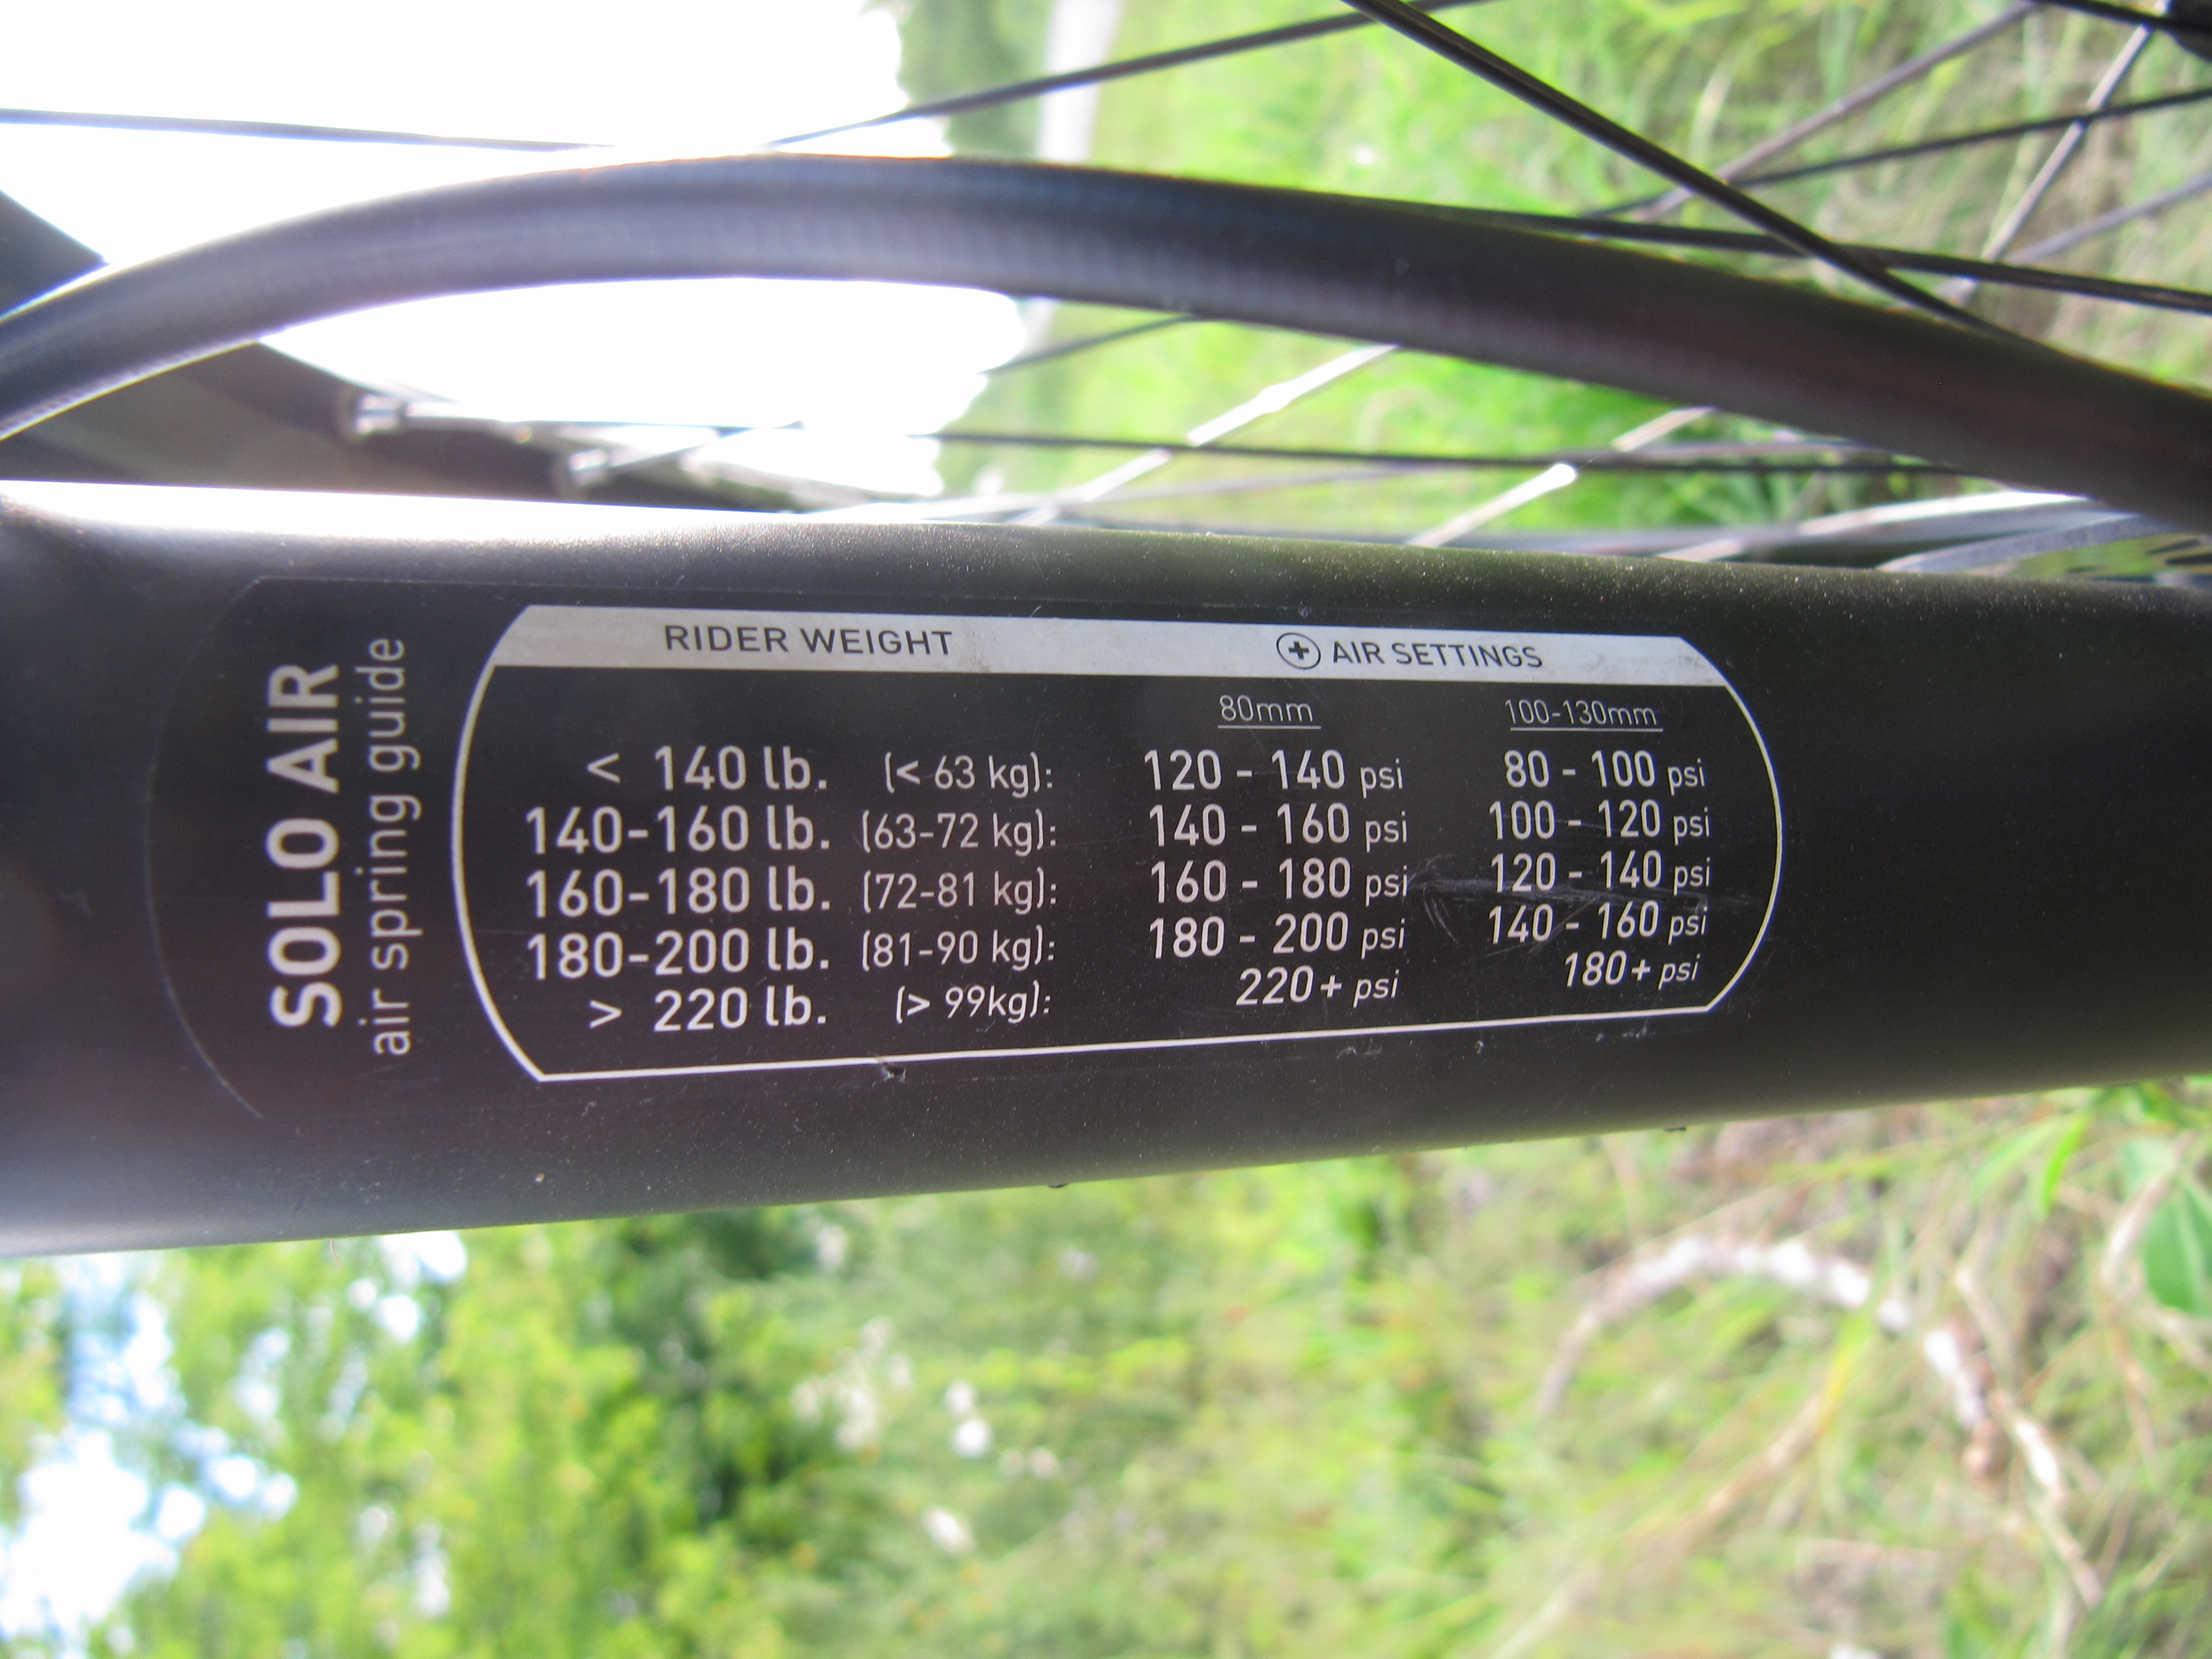 SOLO AIR
air spring guide
RIDER WEIGHT + AIR SETTINGS
80mm 100-130mm
< 140 lb. (< 63 kg): 120 - 140 psi 80 - 100 psi
140-160 lb. (63-72 kg): 140 - 160 psi 100 - 120 psi
160-180 lb. (72-81 kg): 160 - 180 psi 120 - 140 psi
180-200 lb. (81-90 kg): 180 - 200 psi 140 - 160 psi
> 220 lb. (> 99kg): 220+ psi 180+ psi